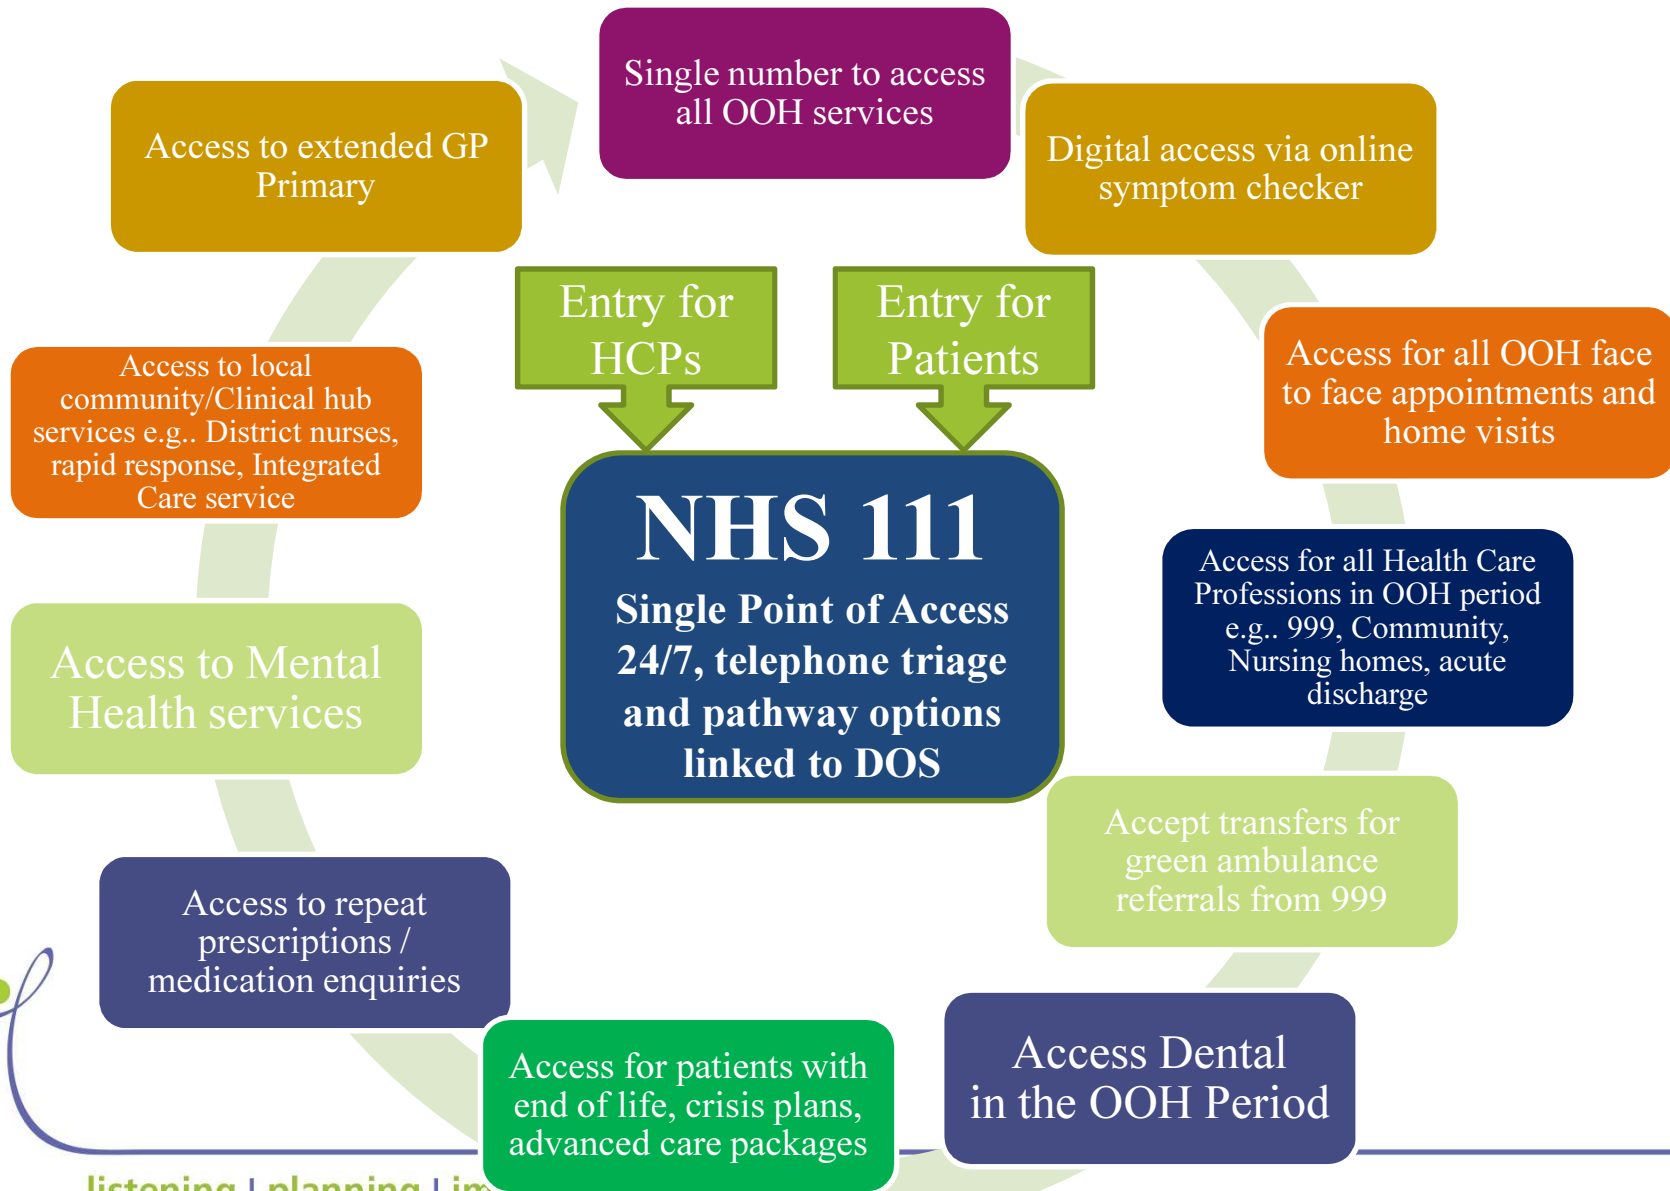 Single number to access
all OOH services
Digital access via online
symptom checker
Access for all OOH face
to face appointments and
home visits
Access for all Health Care
Professions in OOH period
e.g.. 999, Community,
Nursing homes, acute
discharge
Accept transfers for
green ambulance
referrals from 999
Access Dental
in the OOH Period
Access for patients with
end of life, crisis plans,
advanced care packages
Access to repeat
prescriptions /
medication enquiries
Access to Mental
Health services
Access to local
community/Clinical hub
services e.g.. District nurses,
rapid response, Integrated
Care service
Access to extended GP
Primary
Entry for
HCPs
Entry for
Patients
NHS 111
Single Point of Access
24/7, telephone triage
and pathway options
linked to DOS
listening | planning |